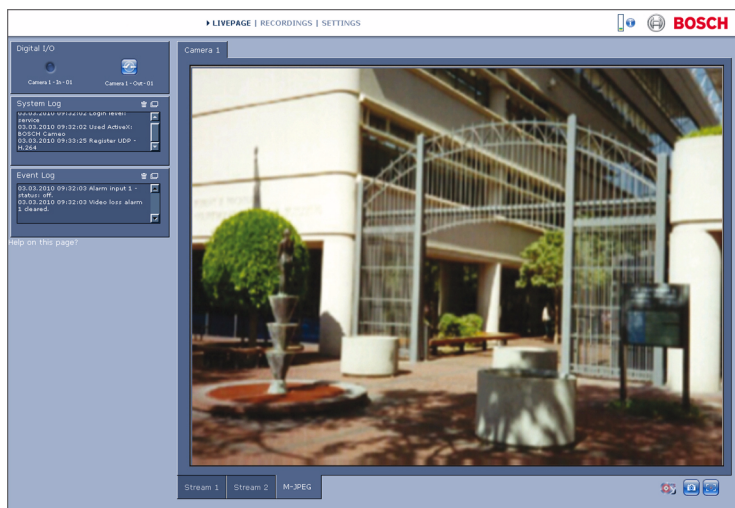 LIVEPAGE | RECORDINGS | SETTINGS
BOSCH
Digital I/O
Camera 1 - In - 01
Camera 1 - Out - 01
System Log
03.03.2010 09:32:02 Login level:
service
03.03.2010 09:32:02 Used ActiveX:
BOSCH Cameo
03.03.2010 09:33:25 Register UDP -
H.264
Event Log
03.03.2010 09:32:03 Alarm input 1 -
status: off.
03.03.2010 09:32:03 Video loss alarm
1 cleared.
Help on this page?
Camera 1
Stream 1
Stream 2
M-JPEG